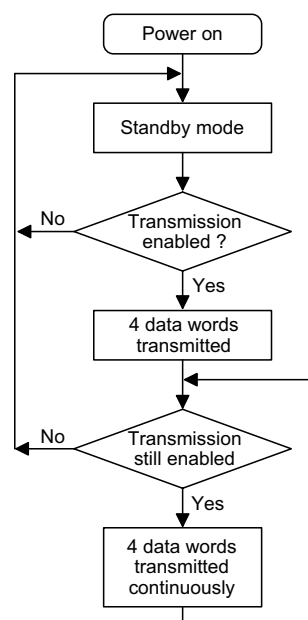 Power on
Standby mode
Transmission
enabled ?
No
Yes
4 data words
transmitted
Transmission
still enabled
No
Yes
4 data words
transmitted
continuously